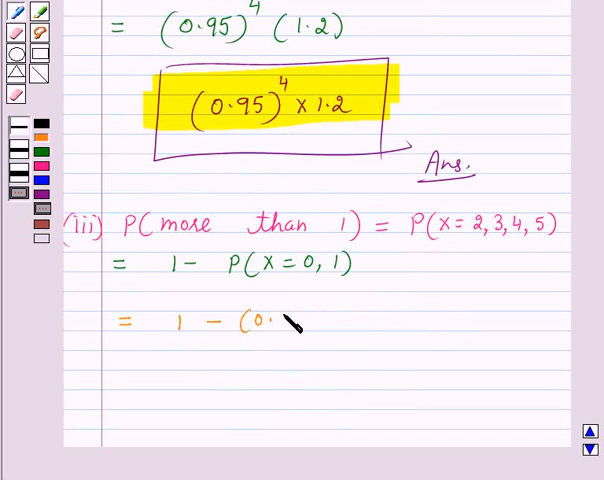 = (0.95)^4 (1.2)
(0.95)^4 × 1.2
Ans.
(iii) P(more than 1) = P(X=2,3,4,5)
= 1 - P(X=0,1)
= 1 - (0.